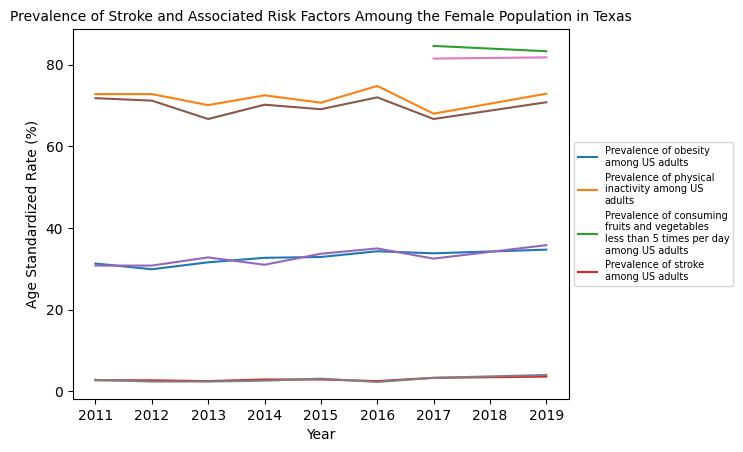 Prevalence of Stroke and Associated Risk Factors Amoung the Female Population in Texas
Age Standardized Rate (%)
80
60
40
20
0
2011 2012 2013 2014 2015 2016 2017 2018 2019
Year
Prevalence of obesity
among US adults
Prevalence of physical
inactivity among US
adults
Prevalence of consuming
fruits and vegetables
less than 5 times per day
among US adults
Prevalence of stroke
among US adults